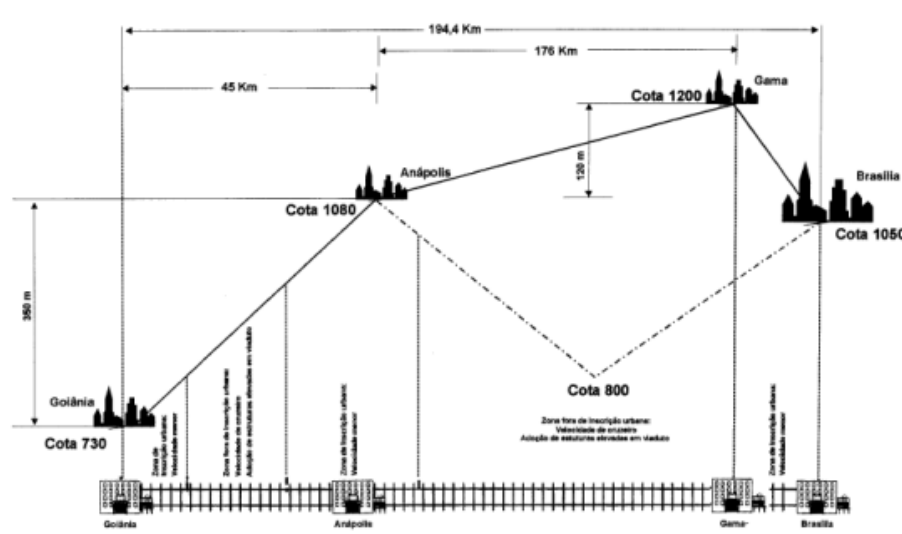 194,4 Km
176 Km
45 Km
Gama
Cota 1200
120 m
Anápolis
Brasília
Cota 1080
Cota 1050
350 m
Goiânia
Cota 730
Cota 800
Zona de
inscrição urbana:
Velocidade menor
Zona fora de inscrição urbana:
Velocidade de cruzeiro
Adoção de estruturas elevadas em viaduto
Zona de inscrição urbana:
Velocidade menor
Zona fora de inscrição urbana:
Velocidade de cruzeiro
Adoção de estuturas elevadas em viaduto
Zona de inscrição urbana:
Velocidade menor
Goiânia
Anápolis
Gama-
Brasília